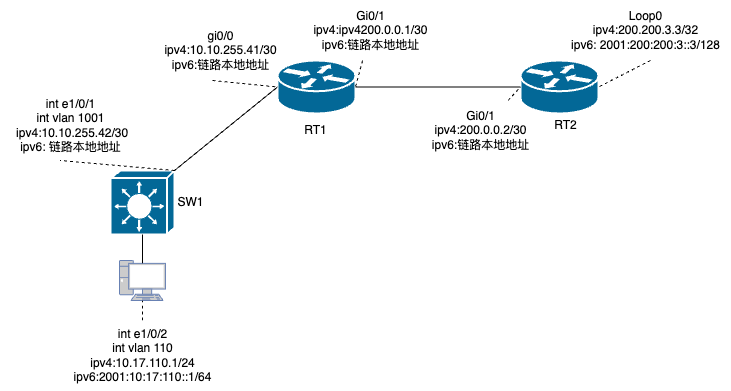 gi0/0
ipv4:10.10.255.41/30
ipv6:链路本地地址
Gi0/1
ipv4:ipv4200.0.0.1/30
ipv6:链路本地地址
Loop0
ipv4:200.200.3.3/32
ipv6: 2001:200:200:3::3/128
int e1/0/1
int vlan 1001
ipv4:10.10.255.42/30
ipv6: 链路本地地址
RT1
Gi0/1
ipv4:200.0.0.2/30
ipv6:链路本地地址
RT2
SW1
int e1/0/2
int vlan 110
ipv4:10.17.110.1/24
ipv6:2001:10:17:110::1/64